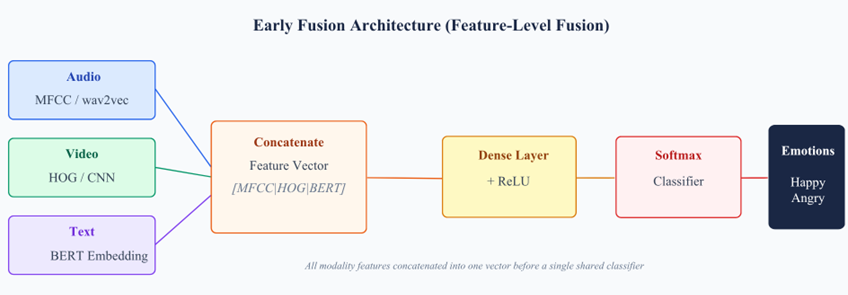 Early Fusion Architecture (Feature-Level Fusion)
Audio
MFCC / wav2vec
Video
HOG / CNN
Text
BERT Embedding
Concatenate
Feature Vector
[MFCC|HOG|BERT]
Dense Layer
+ ReLU
Softmax
Classifier
Emotions
Happy
Angry
All modality features concatenated into one vector before a single shared classifier